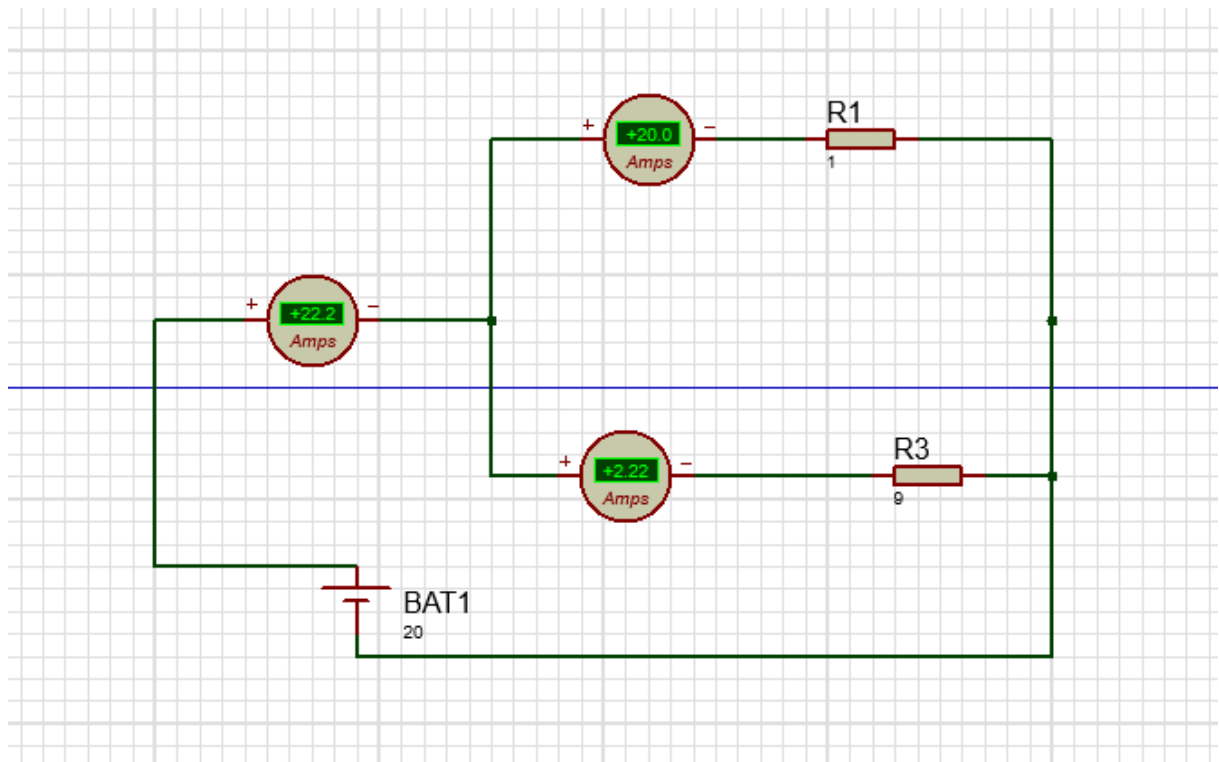 R1
+ +20.0 −
Amps
1
+ +22.2 −
Amps
R3
+ +2.22 −
Amps
9
BAT1
20